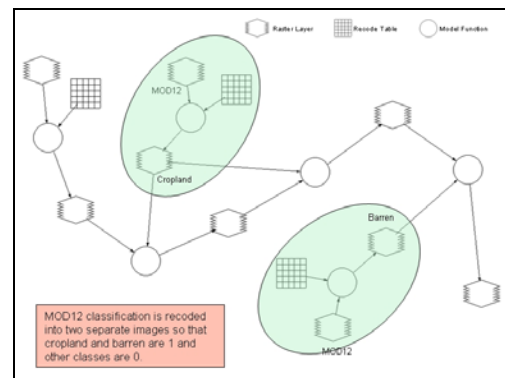 Raster Layer
Recode Table
Model Function
MOD12
Cropland
Barren
MOD12
MOD12 classification is recoded
into two separate images so that
cropland and barren are 1 and
other classes are 0.